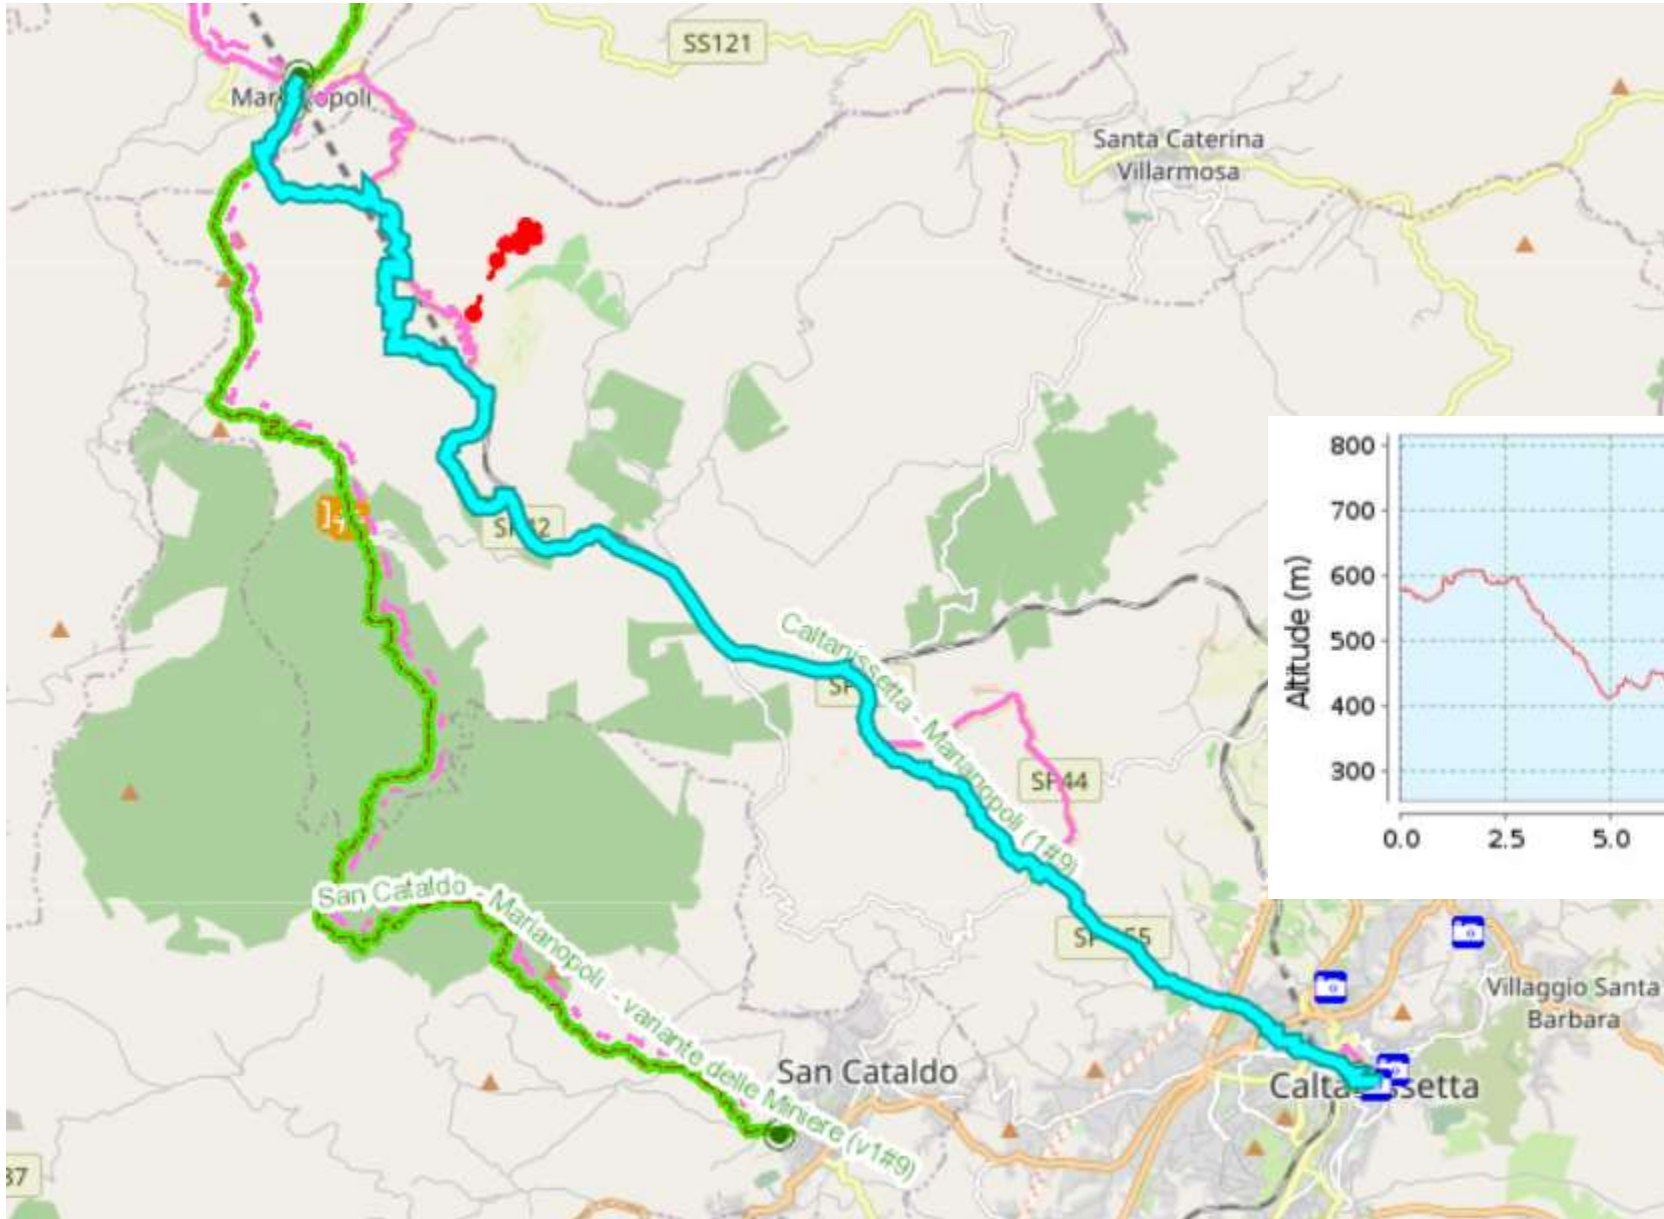 SS121
Santa Caterina
Villarmosa
Caltanissetta - Marianopoli (1#9)
SP44
800
700
600
500
400
300
Altitude (m)
0.0 2.5 5.0
San Cataldo - Marianopoli - variante delle Miniere (v1#9)
Villaggio Santa
Barbara
San Cataldo
37